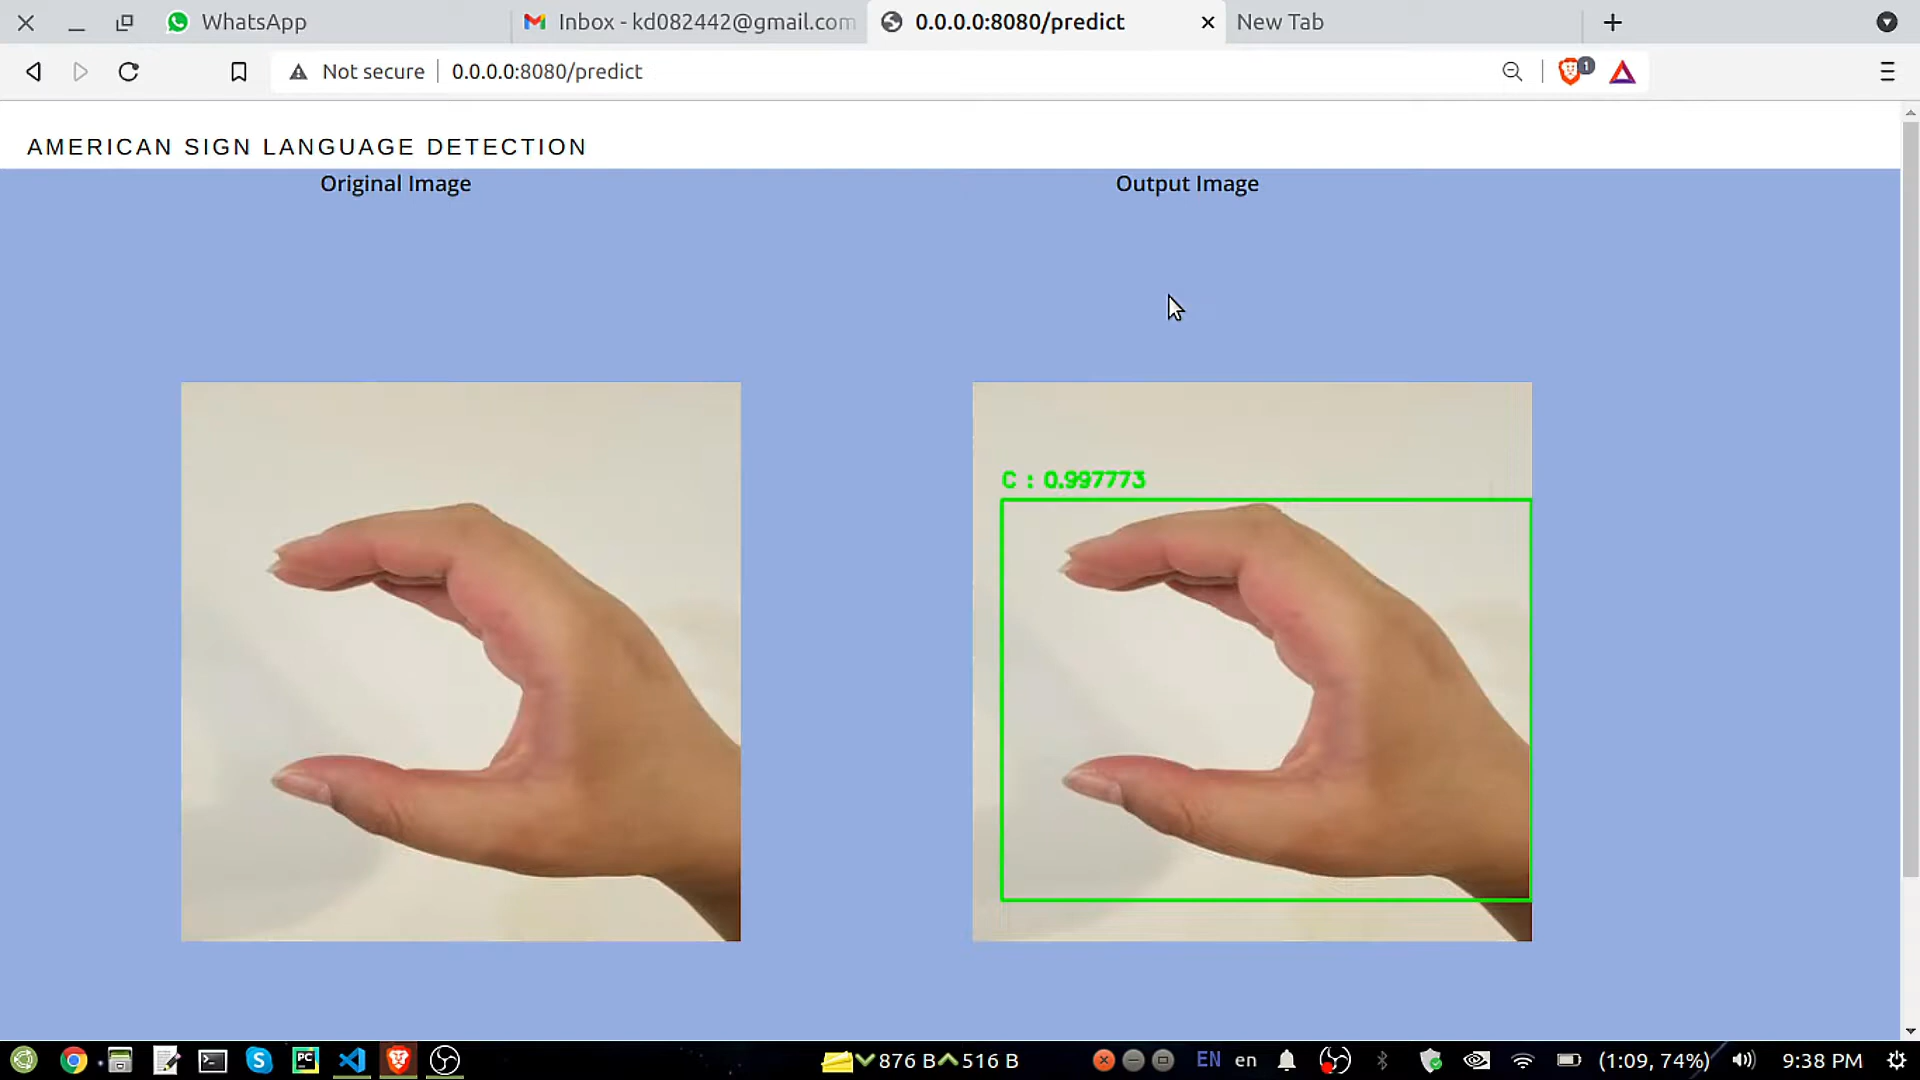 WhatsApp
Inbox - kd082442@gmail.com
0.0.0.0:8080/predict
New Tab
Not secure
0.0.0.0:8080/predict
1
AMERICAN SIGN LANGUAGE DETECTION
Original Image
Output Image
C : 0.997773
PC
876 B 516 B
EN
en
(1:09, 74%)
9:38 PM